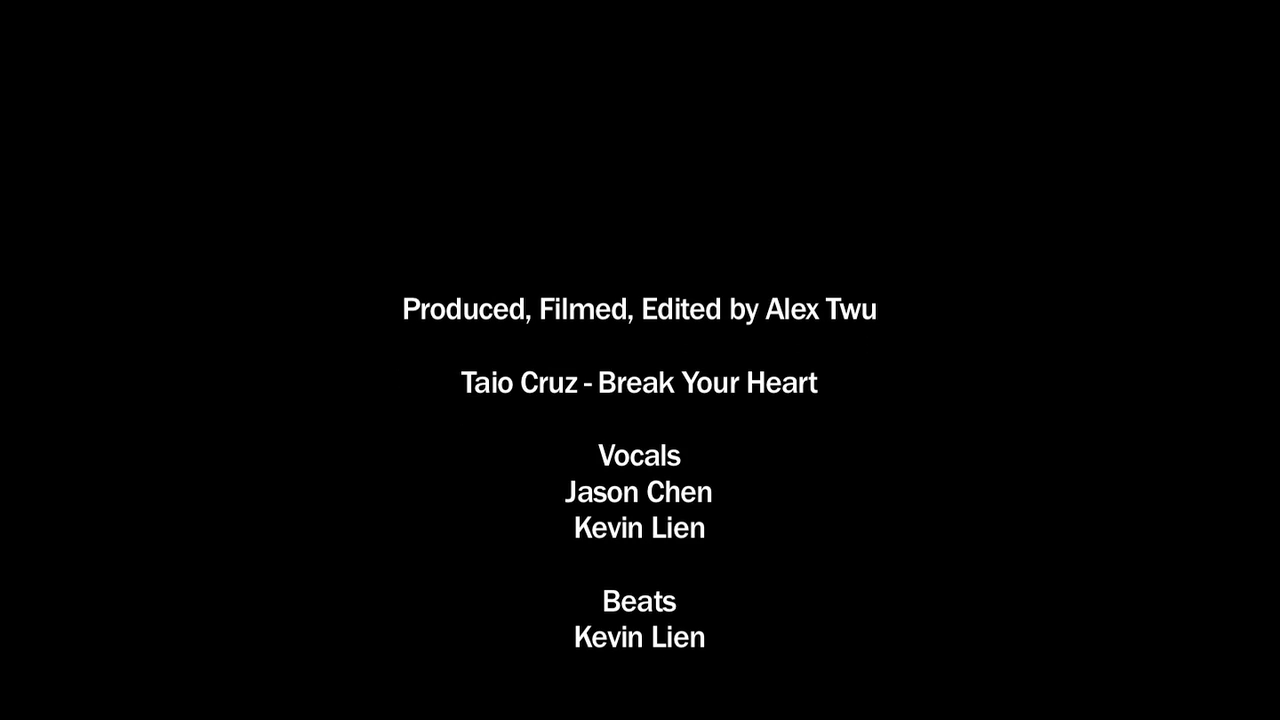 Produced, Filmed, Edited by Alex Twu
Taio Cruz - Break Your Heart
Vocals
Jason Chen
Kevin Lien
Beats
Kevin Lien